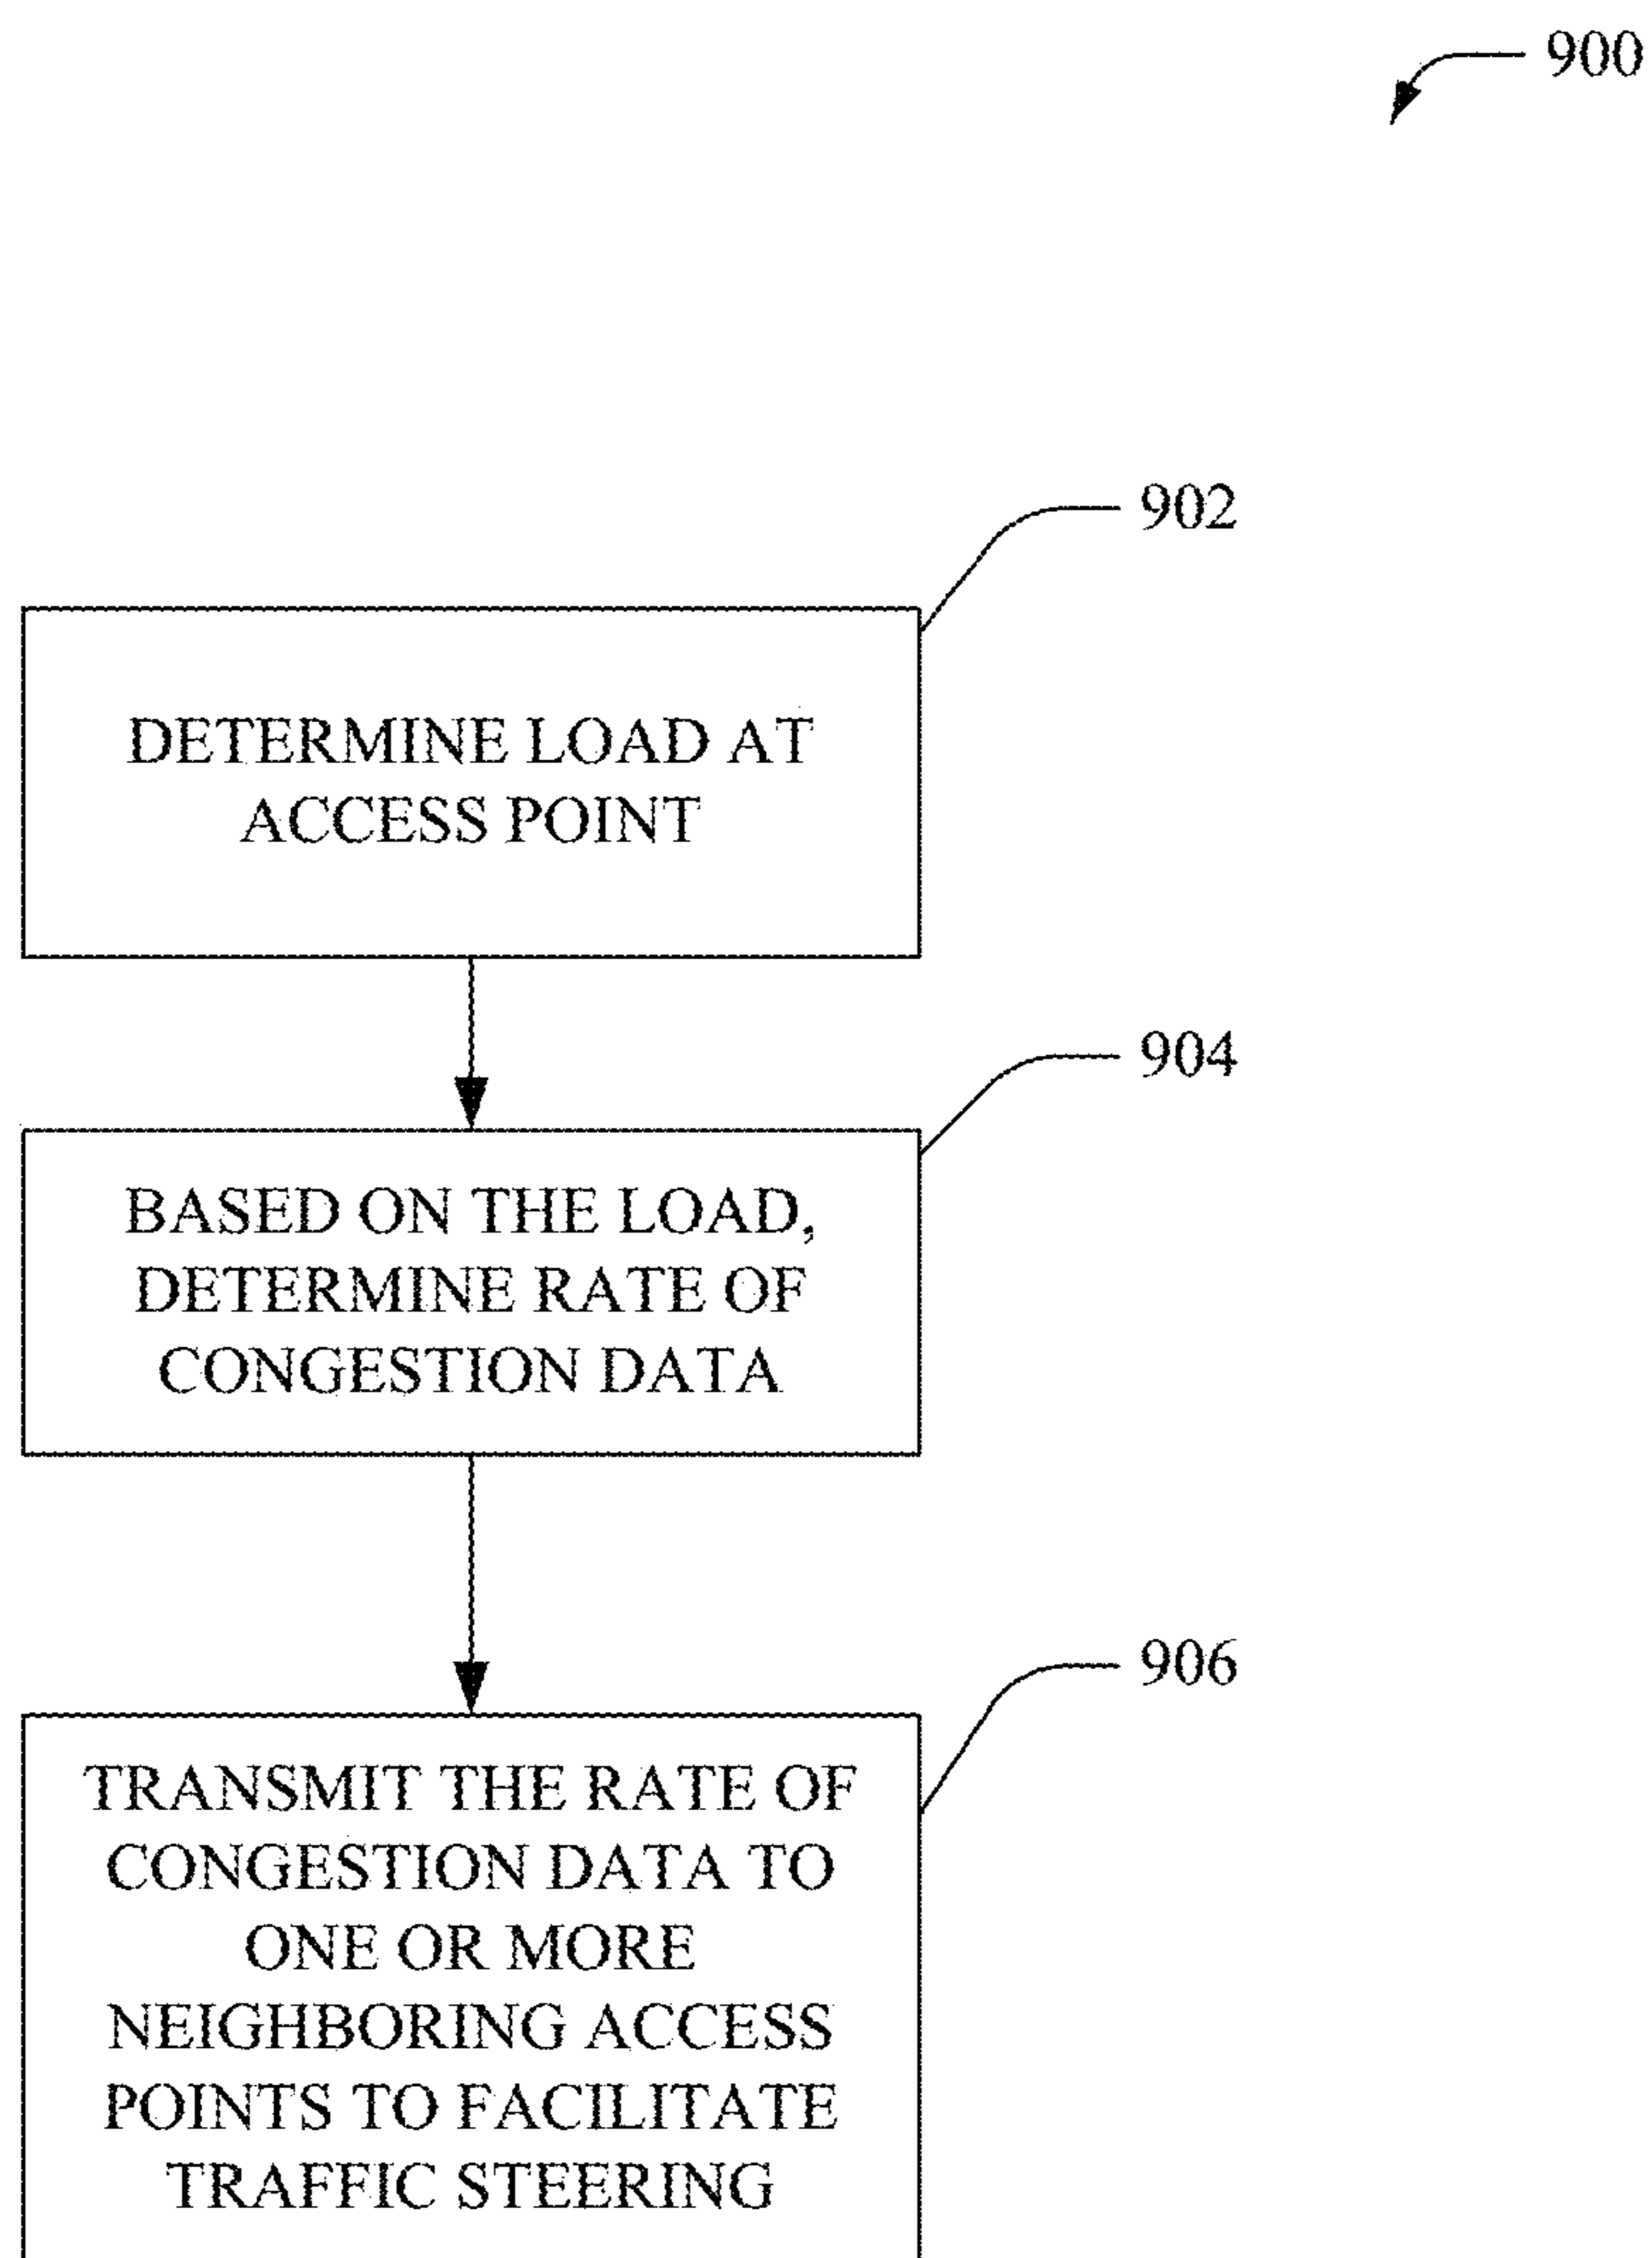 900
902
DETERMINE LOAD AT
ACCESS POINT
904
BASED ON THE LOAD,
DETERMINE RATE OF
CONGESTION DATA
906
TRANSMIT THE RATE OF
CONGESTION DATA TO
ONE OR MORE
NEIGHBORING ACCESS
POINTS TO FACILITATE
TRAFFIC STEERING